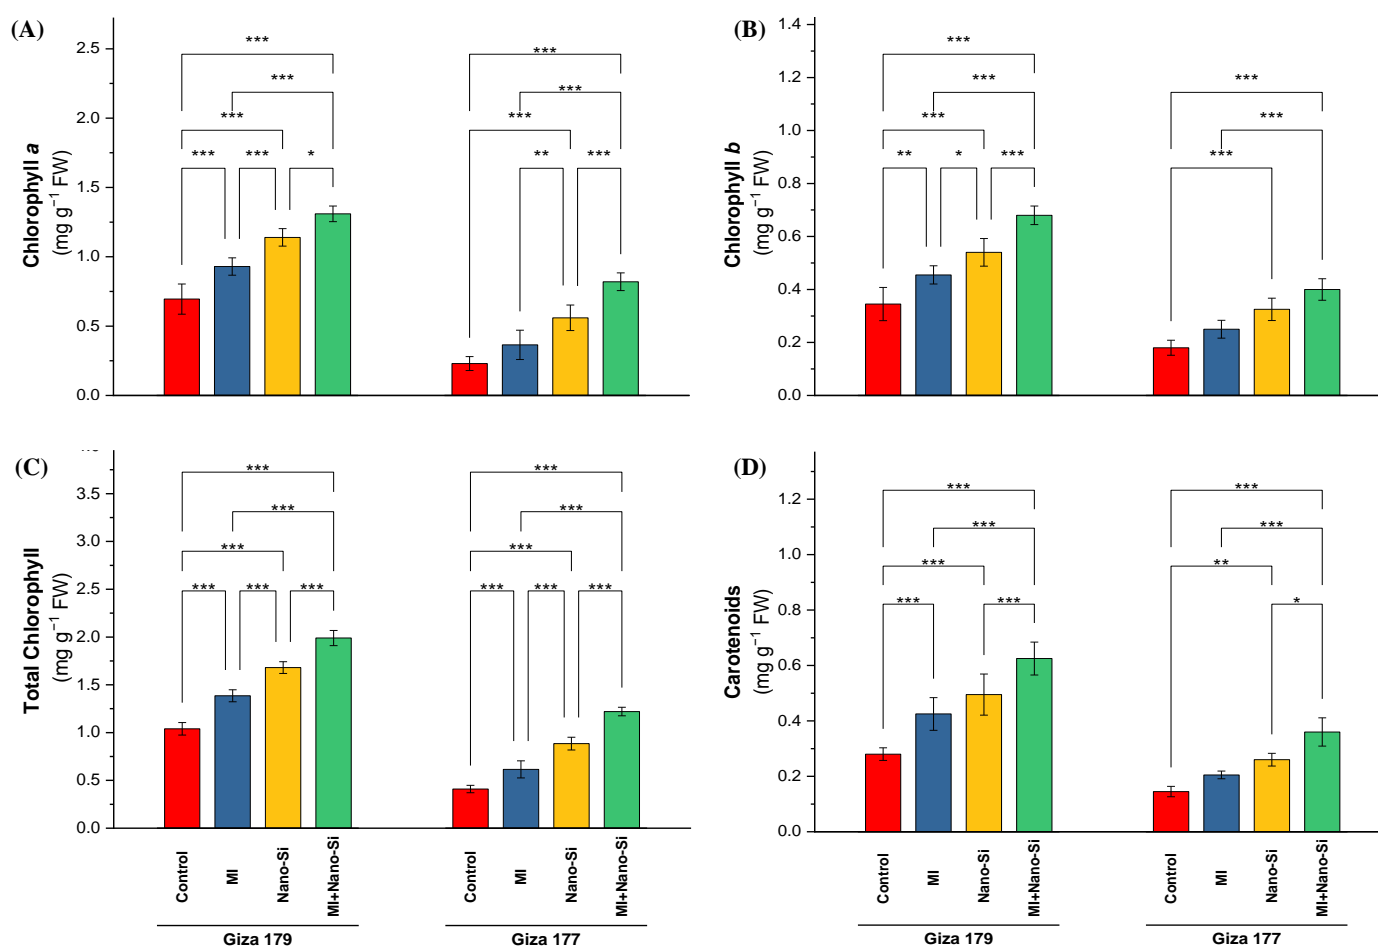 (A)
Chlorophyll a
(mg g⁻¹ FW)
2.5
2.0
1.5
1.0
0.5
0.0
***
***
***
***
***
*
***
***
***
**
***
(B)
Chlorophyll b
(mg g⁻¹ FW)
1.4
1.2
1.0
0.8
0.6
0.4
0.2
0.0
***
***
***
**
*
***
***
***
***
(C)
Total Chlorophyll
(mg g⁻¹ FW)
3.5
3.0
2.5
2.0
1.5
1.0
0.5
0.0
***
***
***
***
***
***
***
***
***
***
***
***
Control
MI
Nano-Si
MI+Nano-Si
Control
MI
Nano-Si
MI+Nano-Si
Giza 179
Giza 177
(D)
Carotenoids
(mg g⁻¹ FW)
1.2
1.0
0.8
0.6
0.4
0.2
0.0
***
***
***
***
***
***
***
**
*
Control
MI
Nano-Si
MI+Nano-Si
Control
MI
Nano-Si
MI+Nano-Si
Giza 179
Giza 177